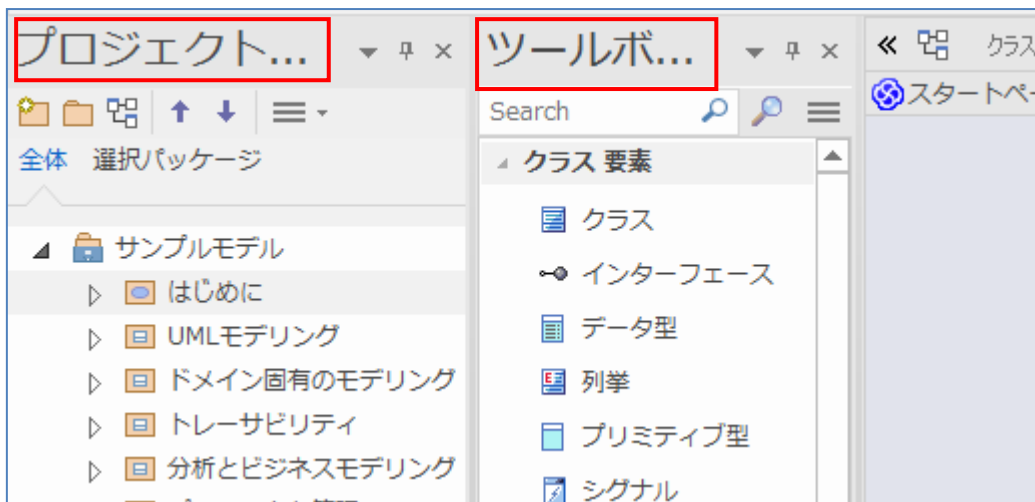 プロジェクト...
全体 選択パッケージ
サンプルモデル
はじめに
UMLモデリング
ドメイン固有のモデリング
トレーサビリティ
分析とビジネスモデリング
ツールボ...
Search
クラス 要素
クラス
インターフェース
データ型
列挙
プリミティブ型
シグナル
クラス
スタートペー